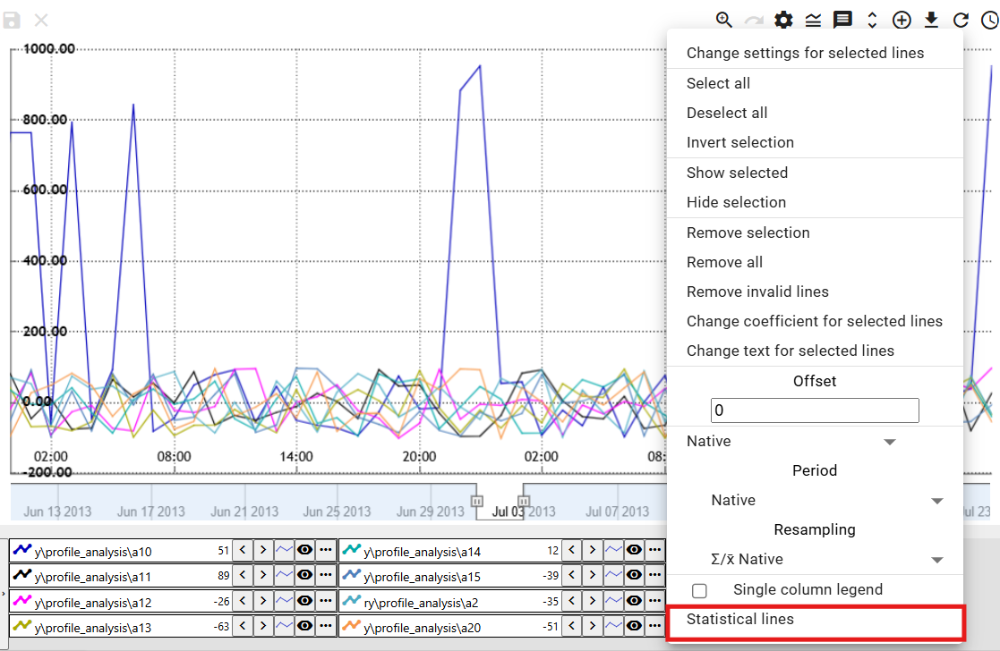 1000.00
800.00
600.00
400.00
200.00
0.00
-200.00
02:00 08:00 14:00 20:00 02:00 08:
Jun 13 2013 Jun 17 2013 Jun 21 2013 Jun 25 2013 Jun 29 2013 Jul 03 2013 Jul 07 2013 Jul 23
y\profile_analysis\a10 51 y\profile_analysis\a14 12
y\profile_analysis\a11 89 y\profile_analysis\a15 -39
y\profile_analysis\a12 -26 ry\profile_analysis\a2 -35
y\profile_analysis\a13 -63 y\profile_analysis\a20 -51
Change settings for selected lines
Select all
Deselect all
Invert selection
Show selected
Hide selection
Remove selection
Remove all
Remove invalid lines
Change coefficient for selected lines
Change text for selected lines
Offset
0
Native
Period
Native
Resampling
Σ/x̄ Native
Single column legend
Statistical lines